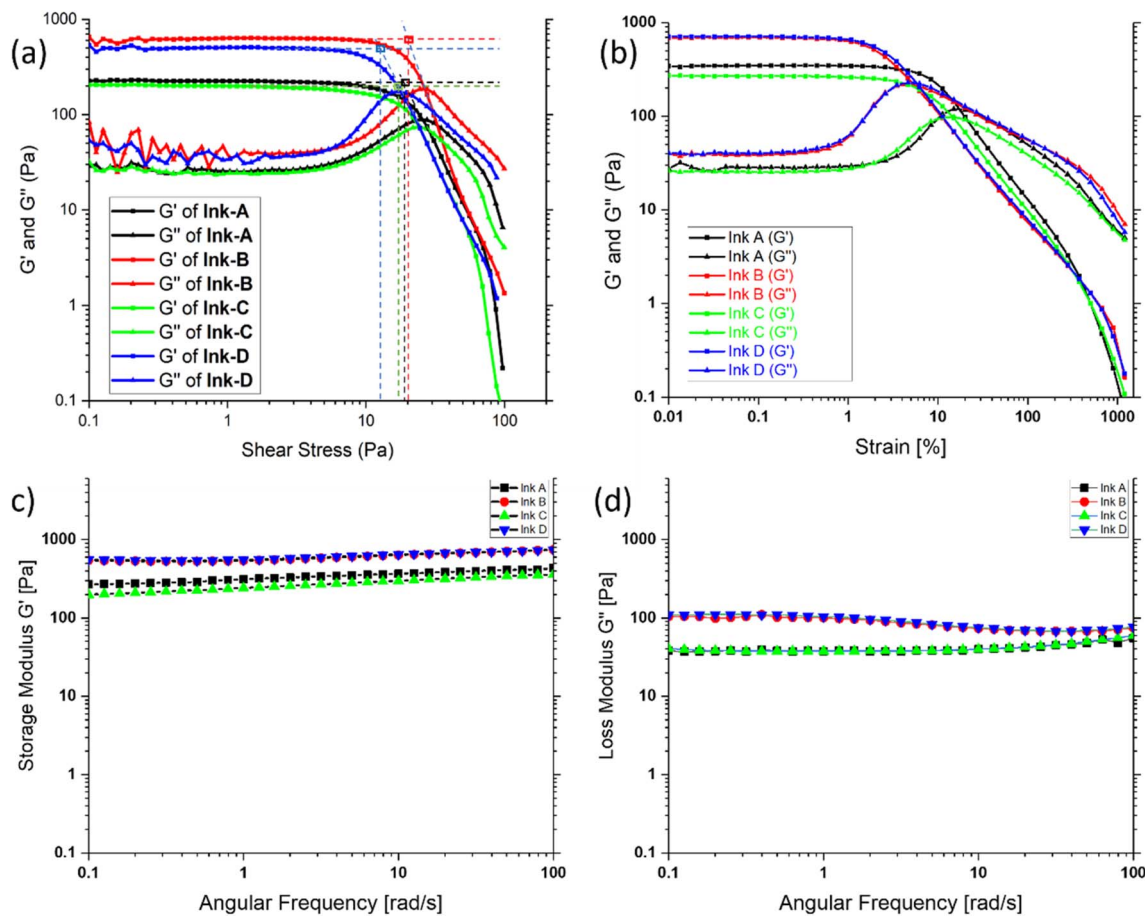 (a)
G' and G'' (Pa)
1000
100
10
1
0.1
0.1
1
10
100
Shear Stress (Pa)
G' of Ink-A
G'' of Ink-A
G' of Ink-B
G'' of Ink-B
G' of Ink-C
G'' of Ink-C
G' of Ink-D
G'' of Ink-D
(b)
G' and G'' (Pa)
1000
100
10
1
0.1
0.01
0.1
1
10
100
1000
Strain [%]
Ink A (G')
Ink A (G'')
Ink B (G')
Ink B (G'')
Ink C (G')
Ink C (G'')
Ink D (G')
Ink D (G'')
c)
Storage Modulus G' [Pa]
1000
100
10
1
0.1
0.1
1
10
100
Angular Frequency [rad/s]
Ink A
Ink B
Ink C
Ink D
(d)
Loss Modulus G'' [Pa]
1000
100
10
1
0.1
0.1
1
10
100
Angular Frequency [rad/s]
Ink A
Ink B
Ink C
Ink D